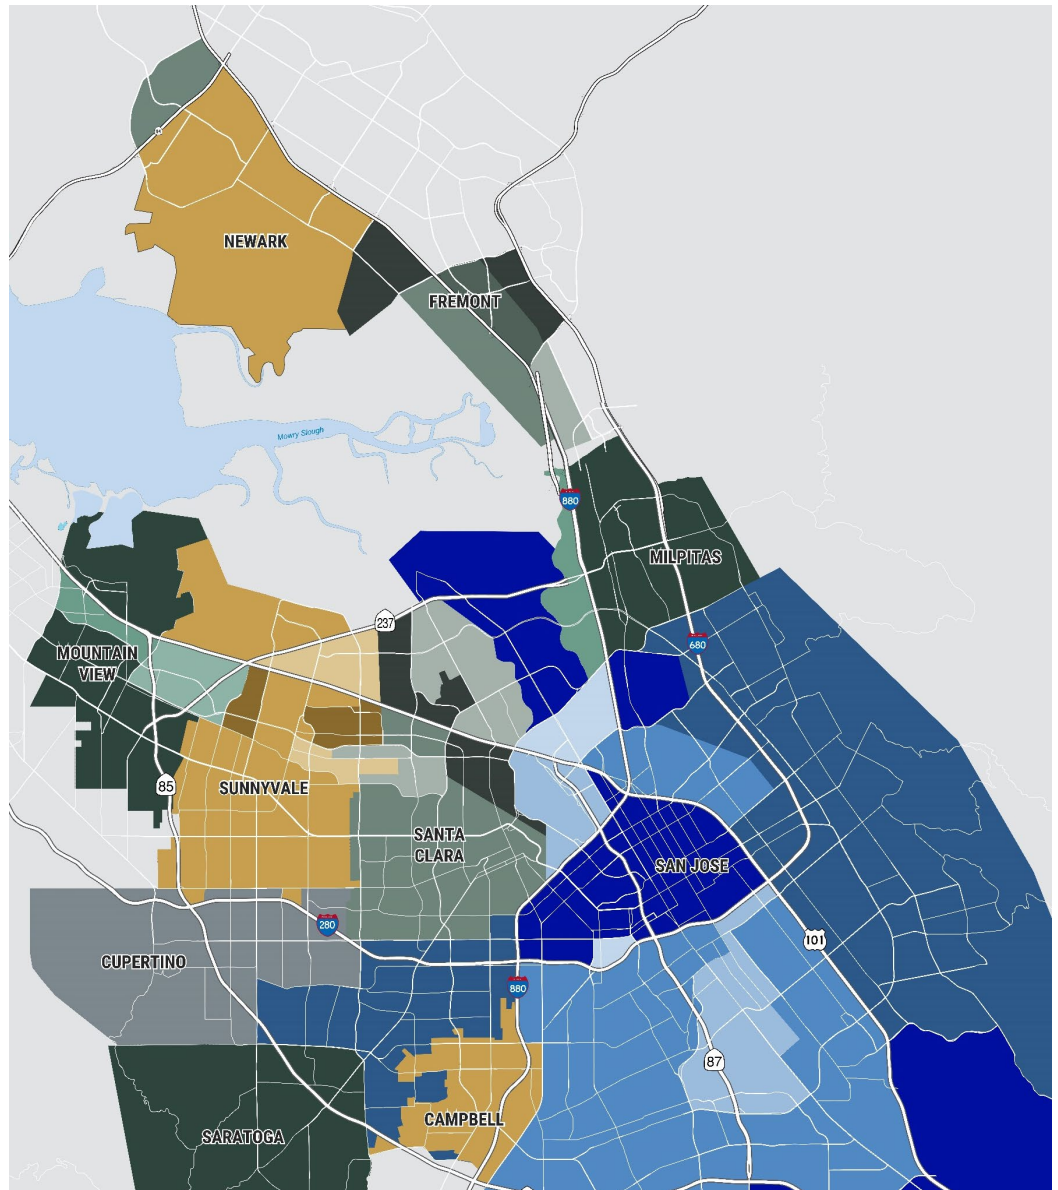 NEWARK
FREMONT
Mowry Slough
880
MILPITAS
237
680
MOUNTAIN
VIEW
85
SUNNYVALE
SANTA
CLARA
SAN JOSE
280
101
CUPERTINO
880
87
CAMPBELL
SARATOGA